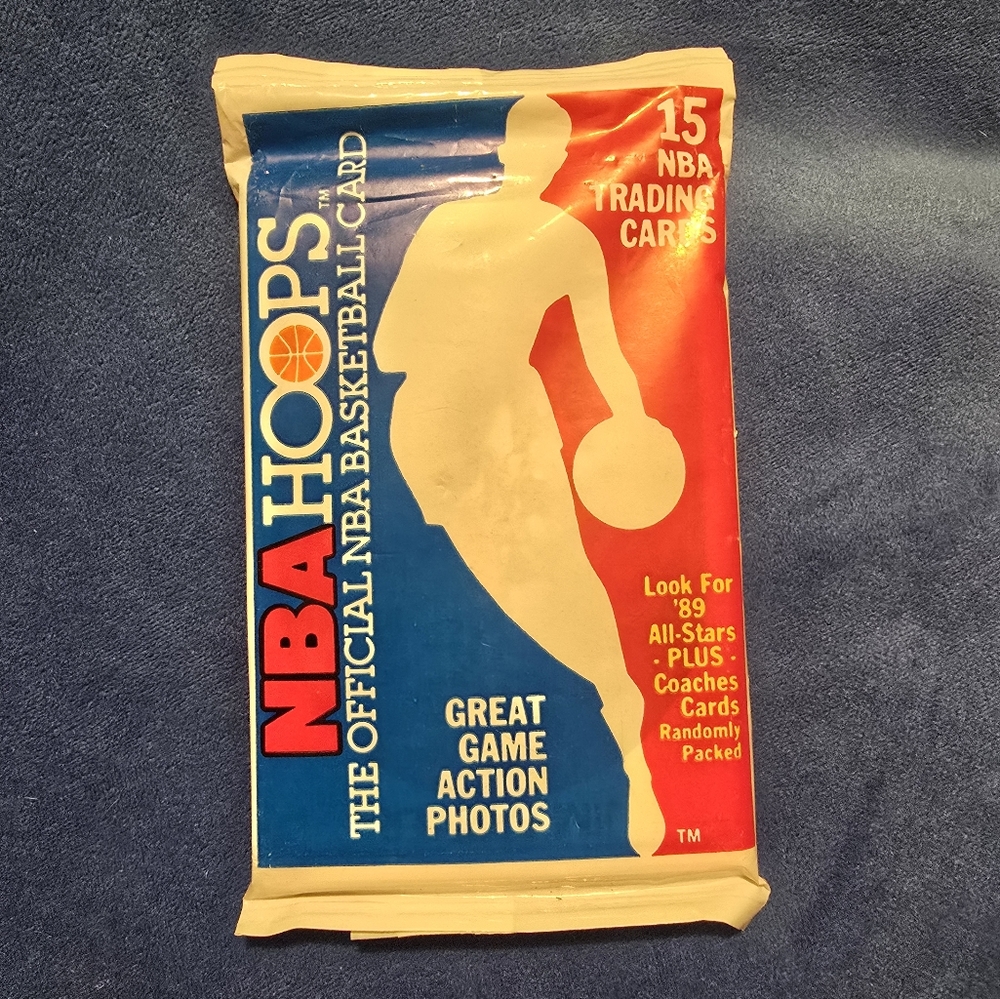 NBA HOOPS™
THE OFFICIAL NBA BASKETBALL CARD
15
NBA
TRADING
CARDS
Look For
'89
All-Stars
· PLUS ·
Coaches
Cards
Randomly
Packed
GREAT
GAME
ACTION
PHOTOS
TM